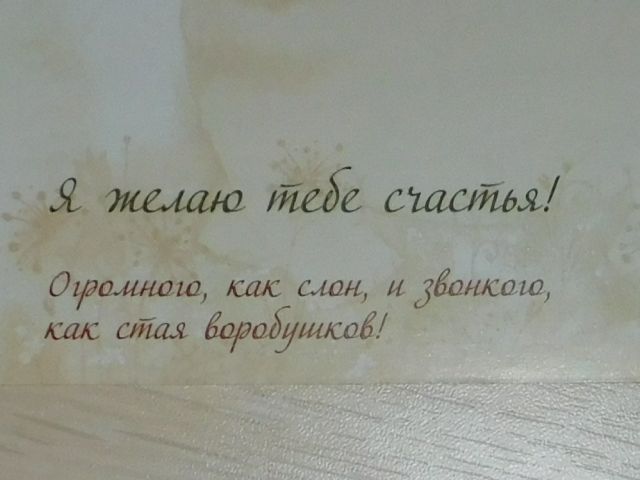 Я желаю тебе счастья!
Огромного, как слон, и звонкого,
как стая воробушков!